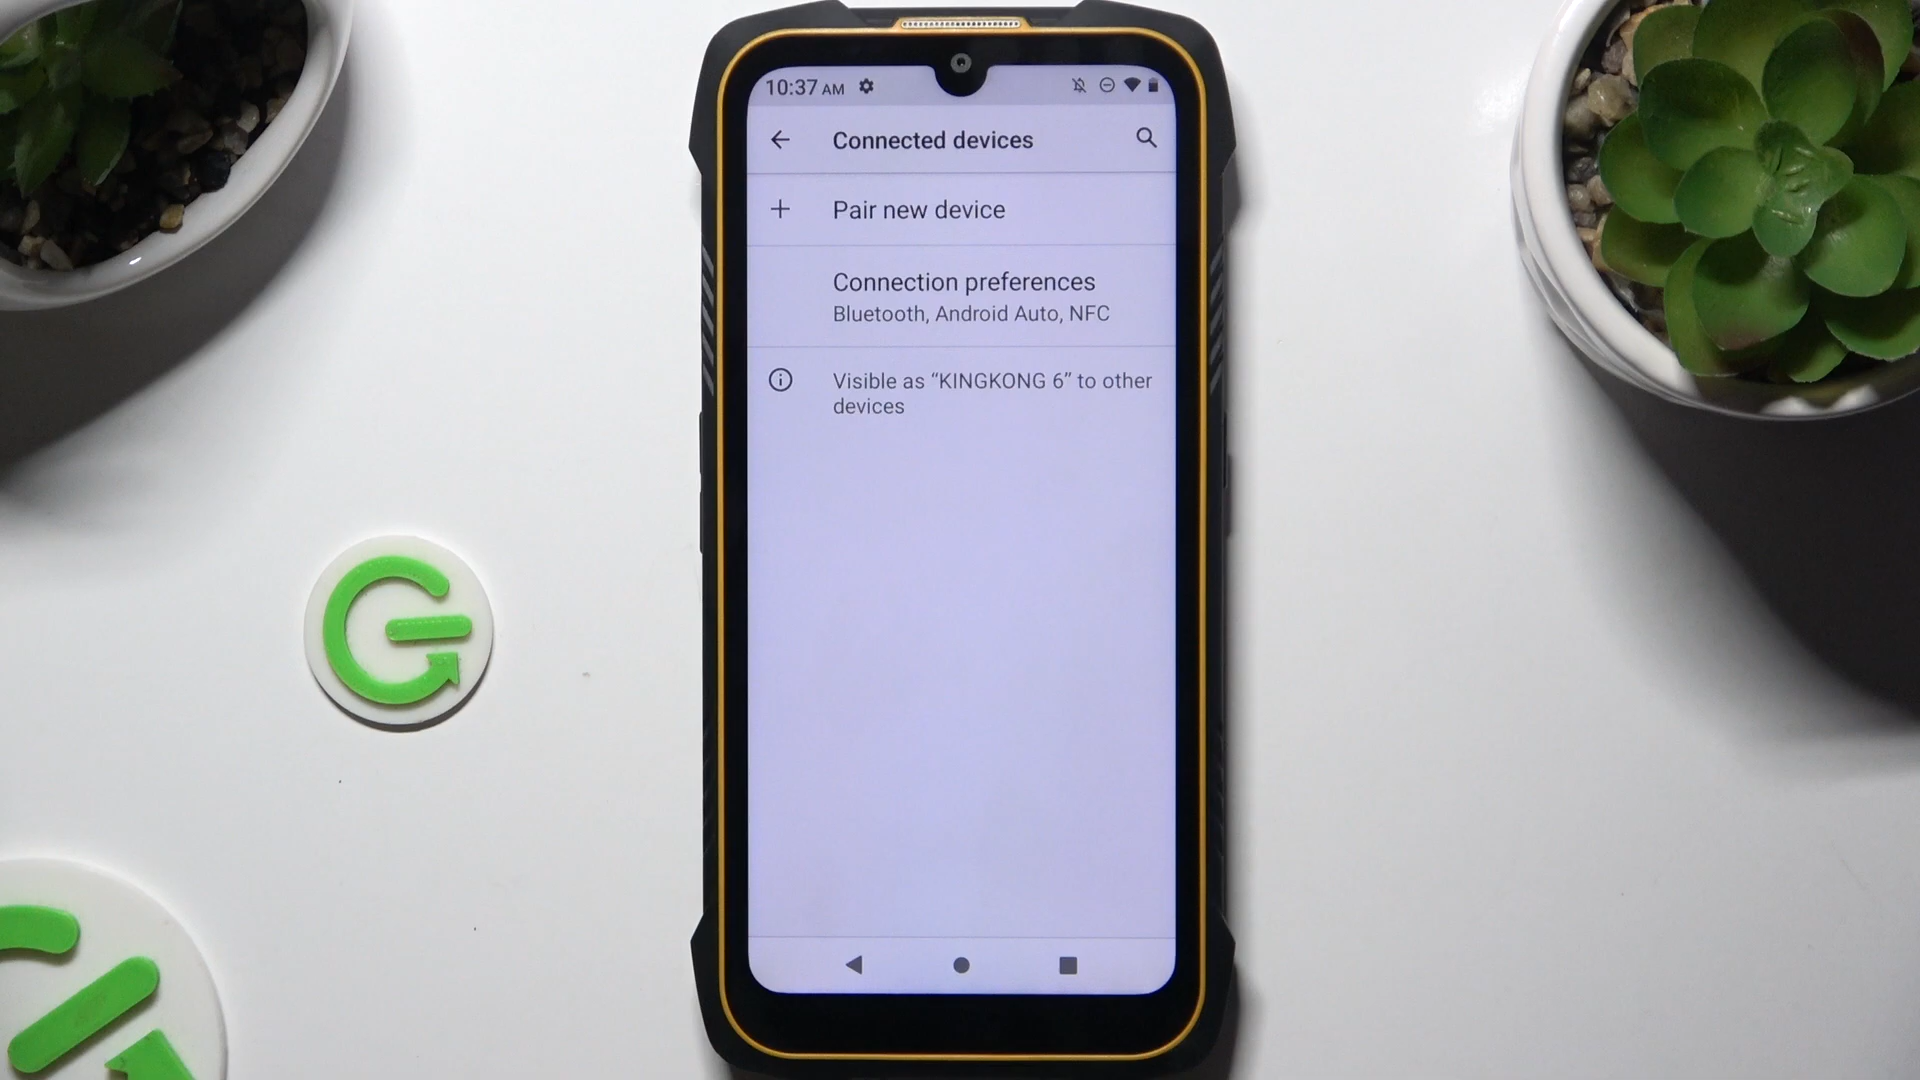 10:37 AM
Connected devices
Pair new device
Connection preferences
Bluetooth, Android Auto, NFC
Visible as “KINGKONG 6” to other
devices